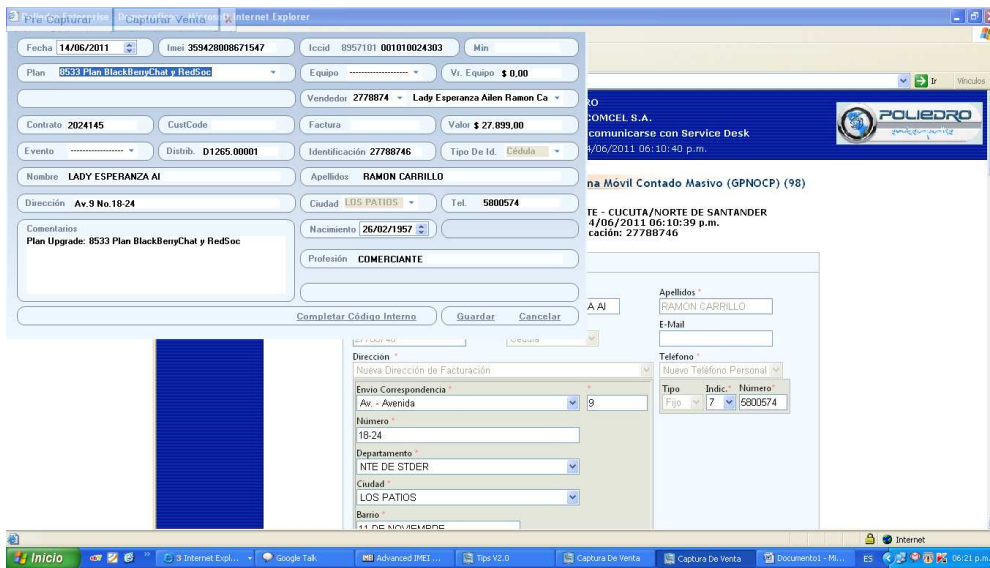 Pre Capturar Capturar Venta x Internet Explorer
Fecha 14/06/2011 Imei 359428008671547 Iccid 8957101 001010024303 Min
Plan 8533 Plan BlackBerryChat y RedSoc Equipo ------------------- Vr. Equipo $ 0,00
Ir Vínculos
Vendedor 2778874 Lady Esperanza Ailen Ramon Ca
RO
COMCEL S.A.
POLIEDRO
Contrato 2024145 CustCode Factura Valor $ 27.899,00
comunicarse con Service Desk
Evento ----------------- Distrib. D1265.00001 Identificación 27788746 Tipo De Id. Cédula
4/06/2011 06:10:40 p.m.
Nombre LADY ESPERANZA AI Apellidos RAMON CARRILLO
na Móvil Contado Masivo (GPNOCP) (98)
Dirección Av.9 No.18-24 Ciudad LOS PATIOS Tel. 5800574
TE - CUCUTA/NORTE DE SANTANDER
4/06/2011 06:10:39 p.m.
cación: 27788746
Comentarios
Plan Upgrade: 8533 Plan BlackBerryChat y RedSoc
Nacimiento 26/02/1957
Profesión COMERCIANTE
Completar Código Interno Guardar Cancelar
Apellidos *
A AI RAMON CARRILLO
E-Mail
27788746 Cédula
Dirección * Teléfono *
Nueva Dirección de Facturación Nuevo Teléfono Personal
Envio Correspondencia * * Tipo Indic.* Número*
Av. - Avenida 9 Fijo 7 5800574
Número *
18-24
Departamento *
NTE DE STDER
Ciudad *
LOS PATIOS
Barrio *
11 DE NOVIEMBRE
Internet
Inicio 3 Internet Expl... Google Talk Advanced IMEI ... Tips V2.0 Captura De Venta Captura De Venta Documento1 - Mi... ES 06:21 p.m.